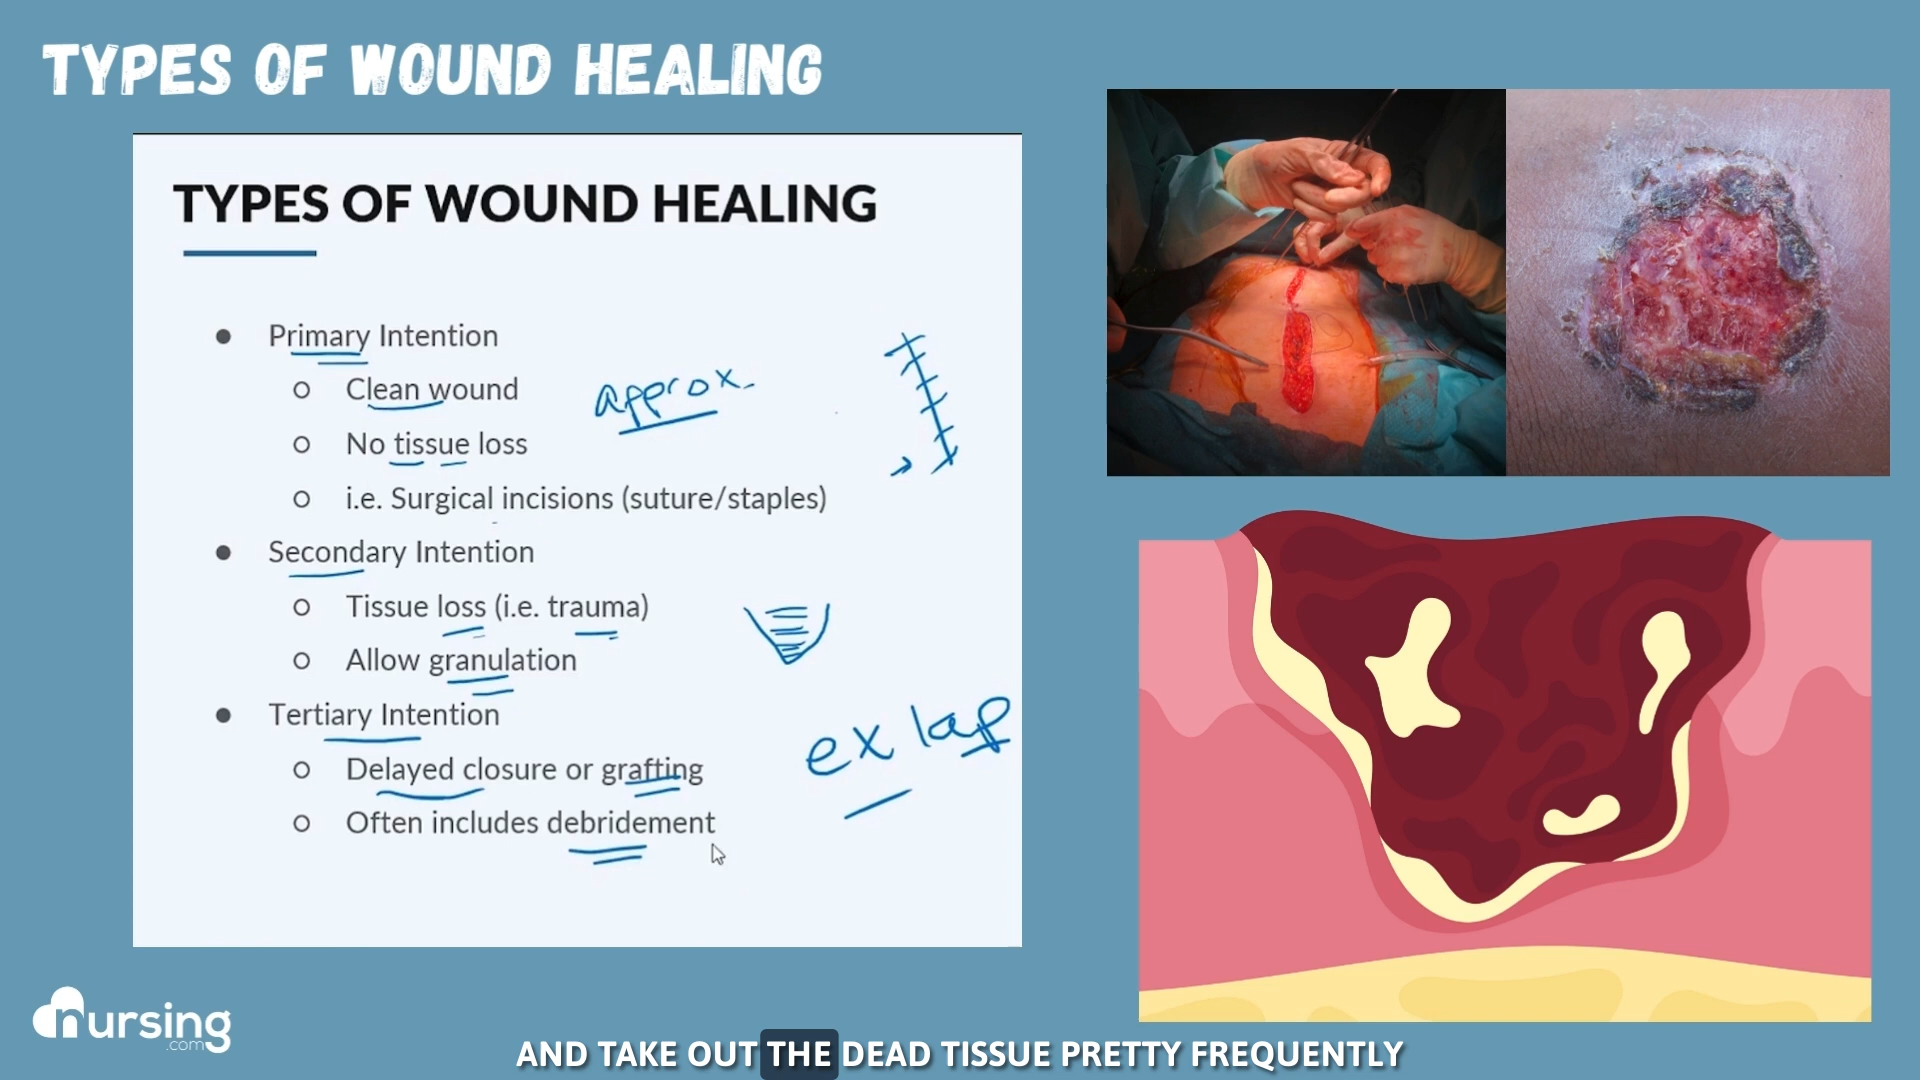 TYPES OF WOUND HEALING
TYPES OF WOUND HEALING
● Primary Intention
○ Clean wound
approx.
○ No tissue loss
○ i.e. Surgical incisions (suture/staples)
● Secondary Intention
○ Tissue loss (i.e. trauma)
○ Allow granulation
● Tertiary Intention
ex lap
○ Delayed closure or grafting
○ Often includes debridement
nursing
.com
AND TAKE OUT THE DEAD TISSUE PRETTY FREQUENTLY